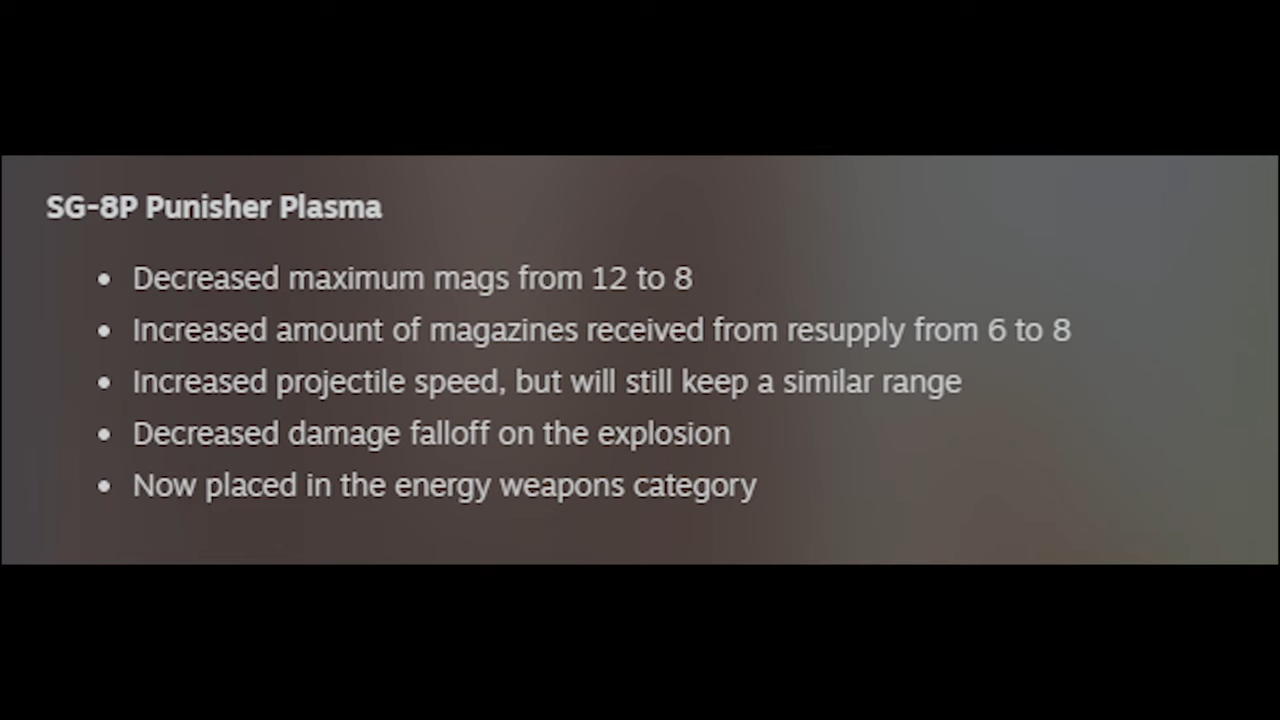 SG-8P Punisher Plasma
• Decreased maximum mags from 12 to 8
• Increased amount of magazines received from resupply from 6 to 8
• Increased projectile speed, but will still keep a similar range
• Decreased damage falloff on the explosion
• Now placed in the energy weapons category